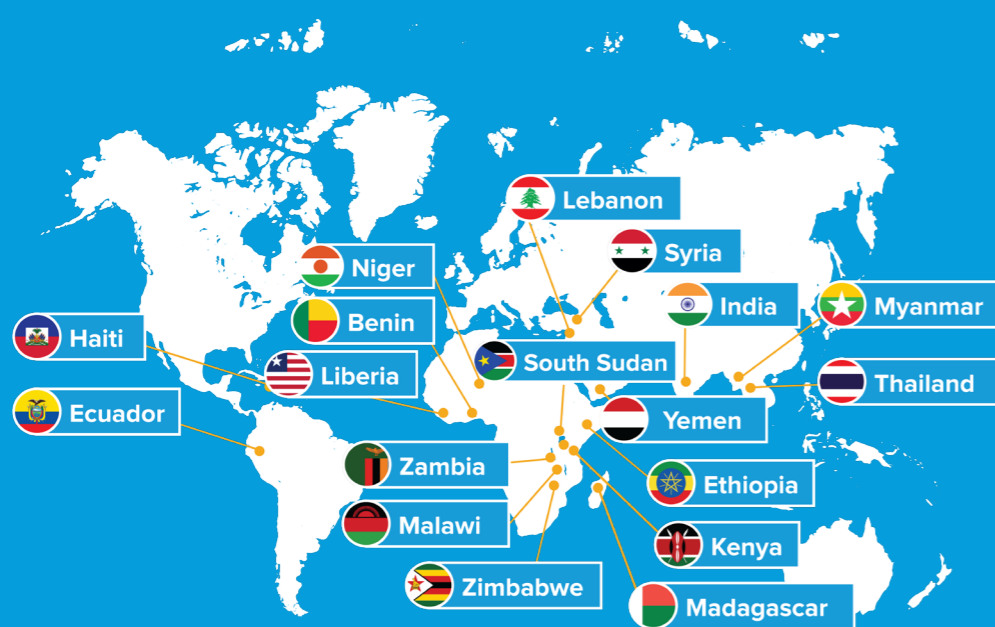 Lebanon
Syria
Niger
India
Myanmar
Benin
Haiti
South Sudan
Liberia
Thailand
Ecuador
Yemen
Zambia
Ethiopia
Malawi
Kenya
Zimbabwe
Madagascar